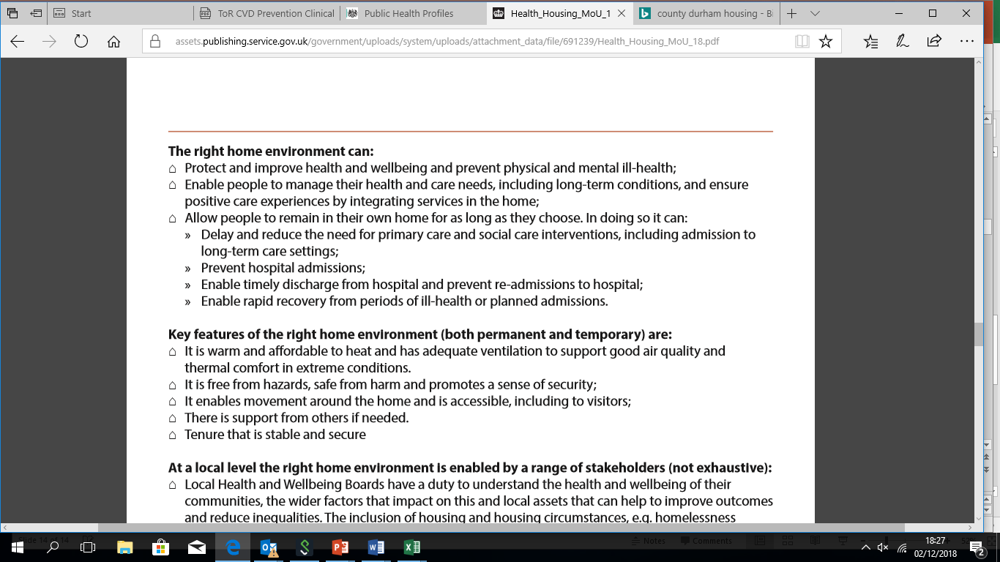 Start
ToR CVD Prevention Clinical
Public Health Profiles
Health_Housing_MoU_1
county durham housing - Bi
assets.publishing.service.gov.uk/government/uploads/system/uploads/attachment_data/file/691239/Health_Housing_MoU_18.pdf
The right home environment can:
Protect and improve health and wellbeing and prevent physical and mental ill-health;
Enable people to manage their health and care needs, including long-term conditions, and ensure
positive care experiences by integrating services in the home;
Allow people to remain in their own home for as long as they choose. In doing so it can:
» Delay and reduce the need for primary care and social care interventions, including admission to
long-term care settings;
» Prevent hospital admissions;
» Enable timely discharge from hospital and prevent re-admissions to hospital;
» Enable rapid recovery from periods of ill-health or planned admissions.
Key features of the right home environment (both permanent and temporary) are:
It is warm and affordable to heat and has adequate ventilation to support good air quality and
thermal comfort in extreme conditions.
It is free from hazards, safe from harm and promotes a sense of security;
It enables movement around the home and is accessible, including to visitors;
There is support from others if needed.
Tenure that is stable and secure
At a local level the right home environment is enabled by a range of stakeholders (not exhaustive):
Local Health and Wellbeing Boards have a duty to understand the health and wellbeing of their
communities, the wider factors that impact on this and local assets that can help to improve outcomes
and reduce inequalities. The inclusion of housing and housing circumstances, e.g. homelessness
Slide 14 of 14
Notes
Comments
18:27
02/12/2018
2